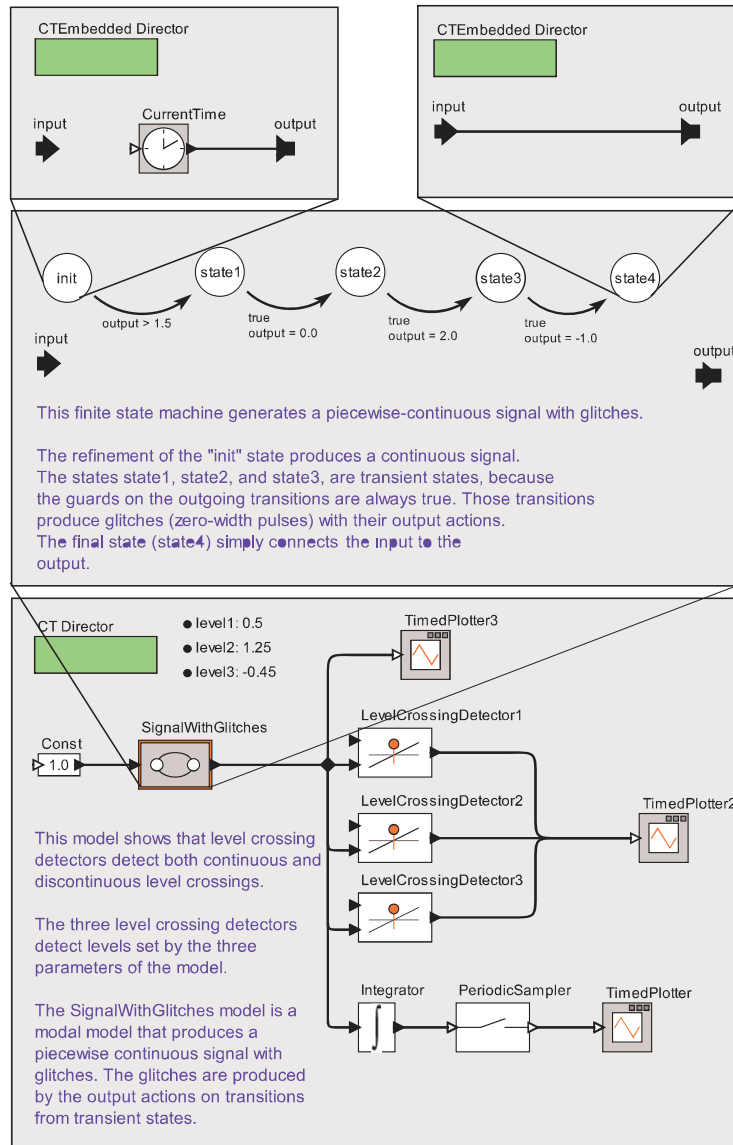 CTEmbedded Director
input
CurrentTime
output
CTEmbedded Director
input
output
init
state1
state2
state3
state4
output > 1.5
true
output = 0.0
true
output = 2.0
true
output = -1.0
input
output
This finite state machine generates a piecewise-continuous signal with glitches.
The refinement of the "init" state produces a continuous signal.
The states state1, state2, and state3, are transient states, because
the guards on the outgoing transitions are always true. Those transitions
produce glitches (zero-width pulses) with their output actions.
The final state (state4) simply connects the input to the
output.
CT Director
● level1: 0.5
● level2: 1.25
● level3: -0.45
TimedPlotter3
Const
1.0
SignalWithGlitches
LevelCrossingDetector1
LevelCrossingDetector2
LevelCrossingDetector3
TimedPlotter2
This model shows that level crossing
detectors detect both continuous and
discontinuous level crossings.
The three level crossing detectors
detect levels set by the three
parameters of the model.
The SignalWithGlitches model is a
modal model that produces a
piecewise continuous signal with
glitches. The glitches are produced
by the output actions on transitions
from transient states.
Integrator
∫
PeriodicSampler
TimedPlotter